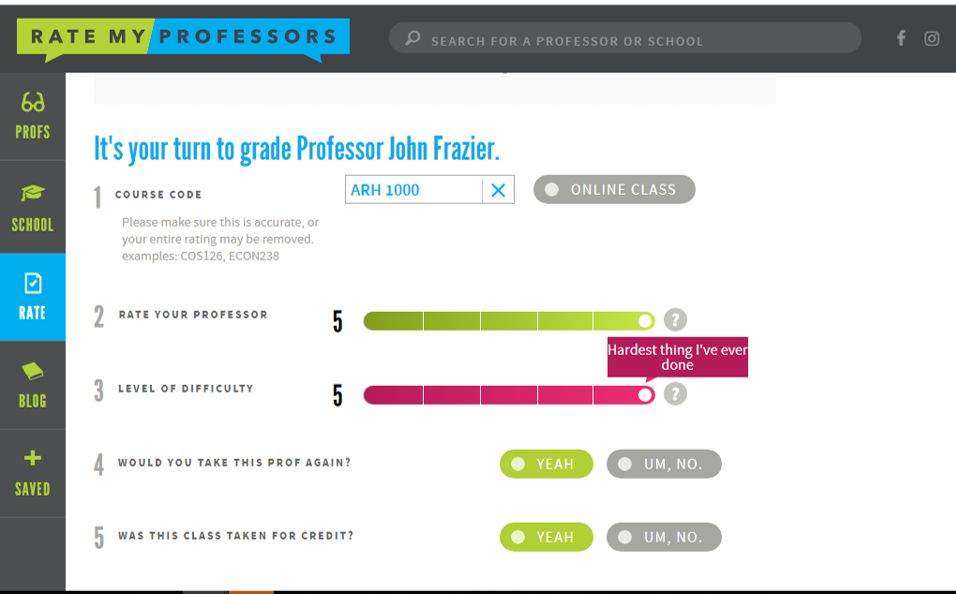 RATE MY PROFESSORS
SEARCH FOR A PROFESSOR OR SCHOOL
PROFS
SCHOOL
RATE
BLOG
SAVED
It's your turn to grade Professor John Frazier.
1 COURSE CODE
ARH 1000
ONLINE CLASS
Please make sure this is accurate, or
your entire rating may be removed.
examples: COS126, ECON238
2 RATE YOUR PROFESSOR 5 ?
Hardest thing I've ever
done
3 LEVEL OF DIFFICULTY 5 ?
4 WOULD YOU TAKE THIS PROF AGAIN? YEAH UM, NO.
5 WAS THIS CLASS TAKEN FOR CREDIT? YEAH UM, NO.